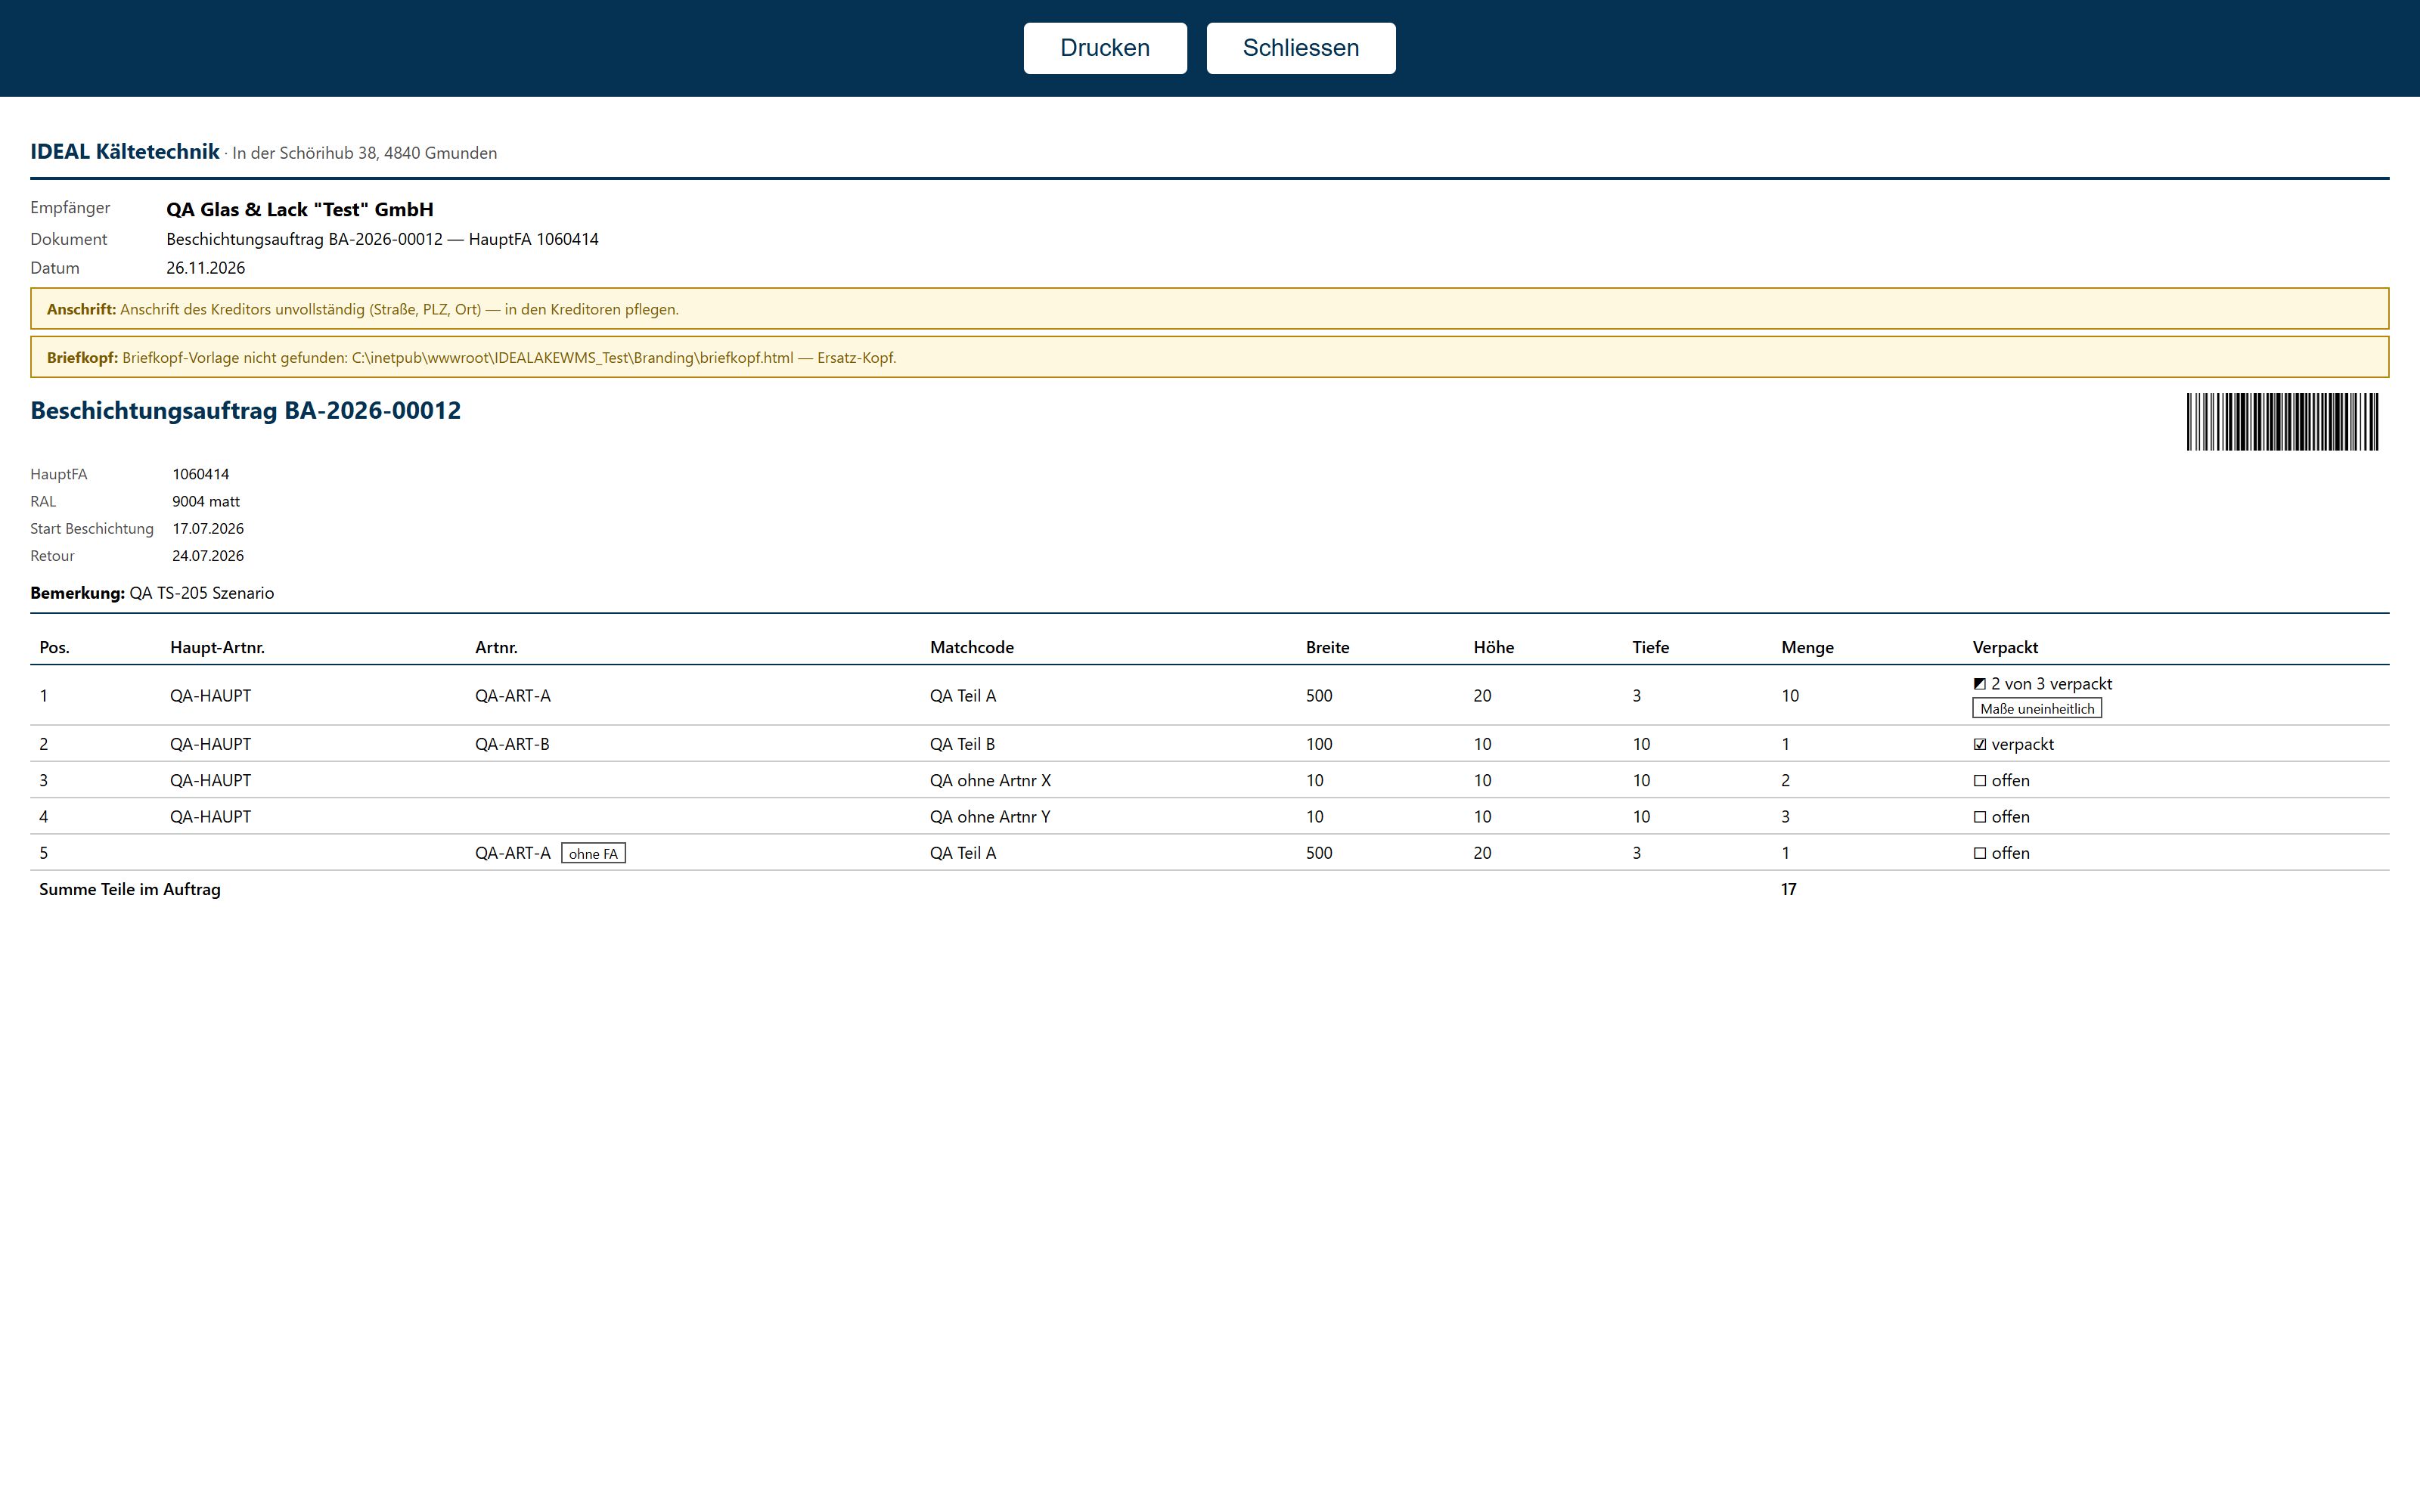 Drucken Schliessen
IDEAL Kältetechnik · In der Schörihub 38, 4840 Gmunden
Empfänger QA Glas & Lack "Test" GmbH
Dokument Beschichtungsauftrag BA-2026-00012 — HauptFA 1060414
Datum 26.11.2026
Anschrift: Anschrift des Kreditors unvollständig (Straße, PLZ, Ort) — in den Kreditoren pflegen.
Briefkopf: Briefkopf-Vorlage nicht gefunden: C:\inetpub\wwwroot\IDEALAKEWMS_Test\Branding\briefkopf.html — Ersatz-Kopf.
Beschichtungsauftrag BA-2026-00012
HauptFA 1060414
RAL 9004 matt
Start Beschichtung 17.07.2026
Retour 24.07.2026
Bemerkung: QA TS-205 Szenario
Pos. Haupt-Artnr. Artnr. Matchcode Breite Höhe Tiefe Menge Verpackt
1 QA-HAUPT QA-ART-A QA Teil A 500 20 3 10 ◩ 2 von 3 verpackt
Maße uneinheitlich
2 QA-HAUPT QA-ART-B QA Teil B 100 10 10 1 ☑ verpackt
3 QA-HAUPT QA ohne Artnr X 10 10 10 2 ☐ offen
4 QA-HAUPT QA ohne Artnr Y 10 10 10 3 ☐ offen
5 QA-ART-A ohne FA QA Teil A 500 20 3 1 ☐ offen
Summe Teile im Auftrag 17